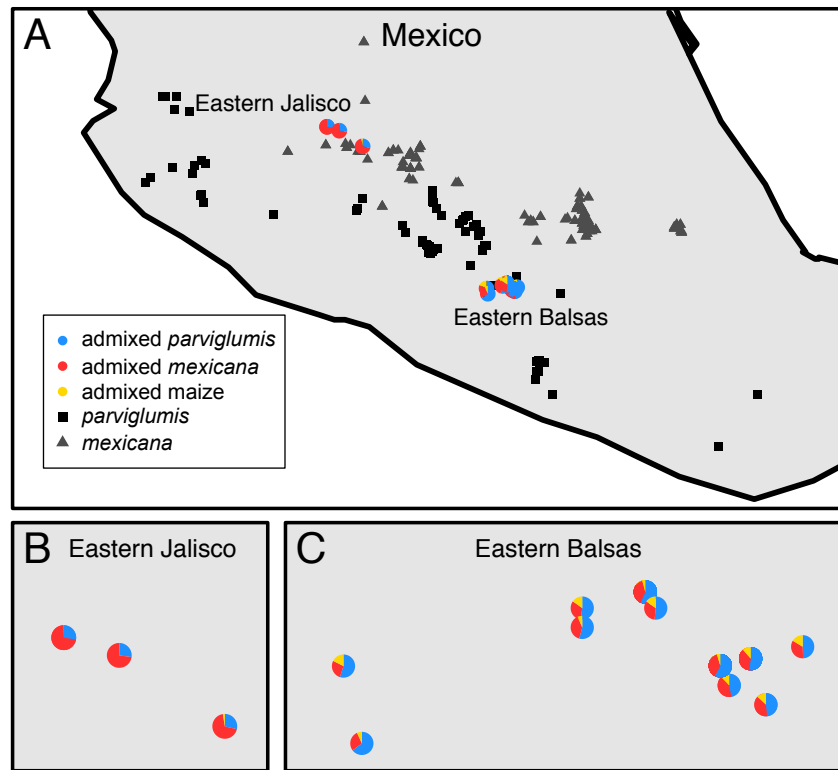 A
Mexico
Eastern Jalisco
Eastern Balsas
admixed parviglumis
admixed mexicana
admixed maize
parviglumis
mexicana
B Eastern Jalisco
C Eastern Balsas